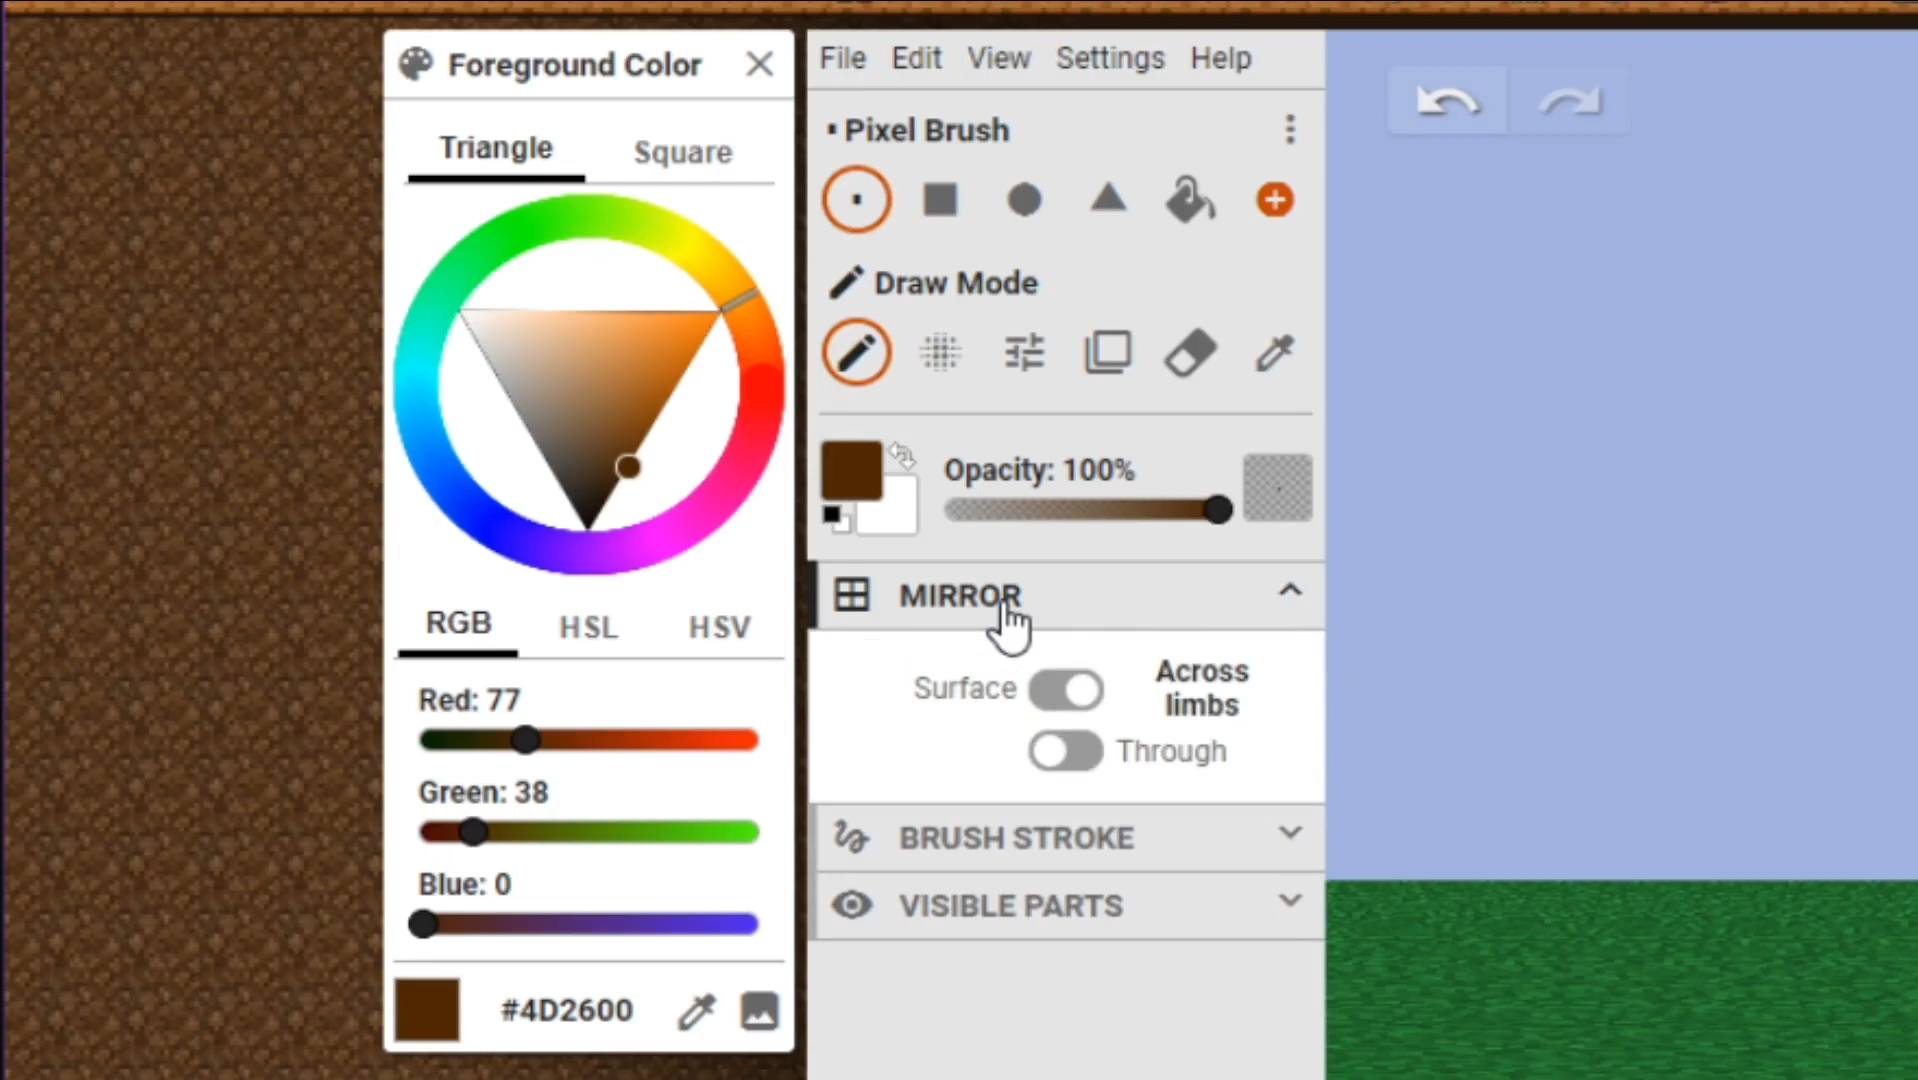 Foreground Color
Triangle
Square
RGB
HSL
HSV
Red: 77
Green: 38
Blue: 0
#4D2600
File Edit View Settings Help
Pixel Brush
Draw Mode
Opacity: 100%
MIRROR
Surface
Across
limbs
Through
BRUSH STROKE
VISIBLE PARTS